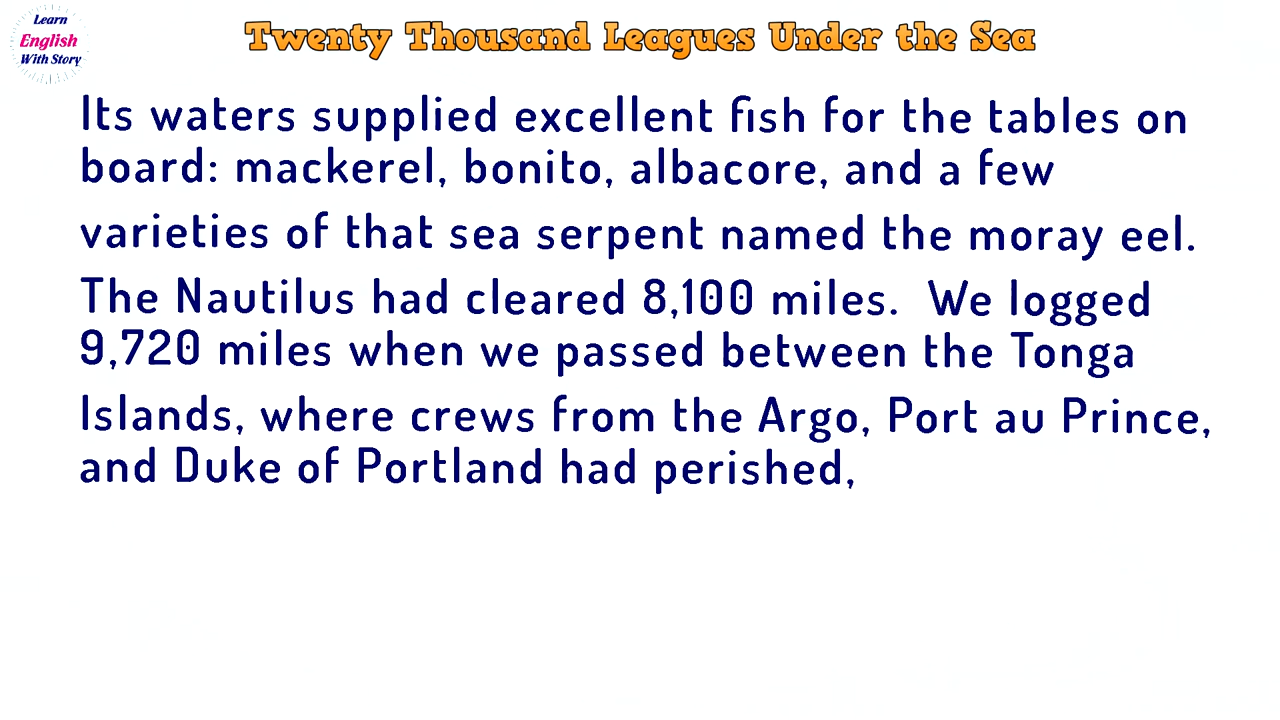 Learn
English
With Story
Twenty Thousand Leagues Under the Sea
Its waters supplied excellent fish for the tables on
board: mackerel, bonito, albacore, and a few
varieties of that sea serpent named the moray eel.
The Nautilus had cleared 8,100 miles.  We logged
9,720 miles when we passed between the Tonga
Islands, where crews from the Argo, Port au Prince,
and Duke of Portland had perished,